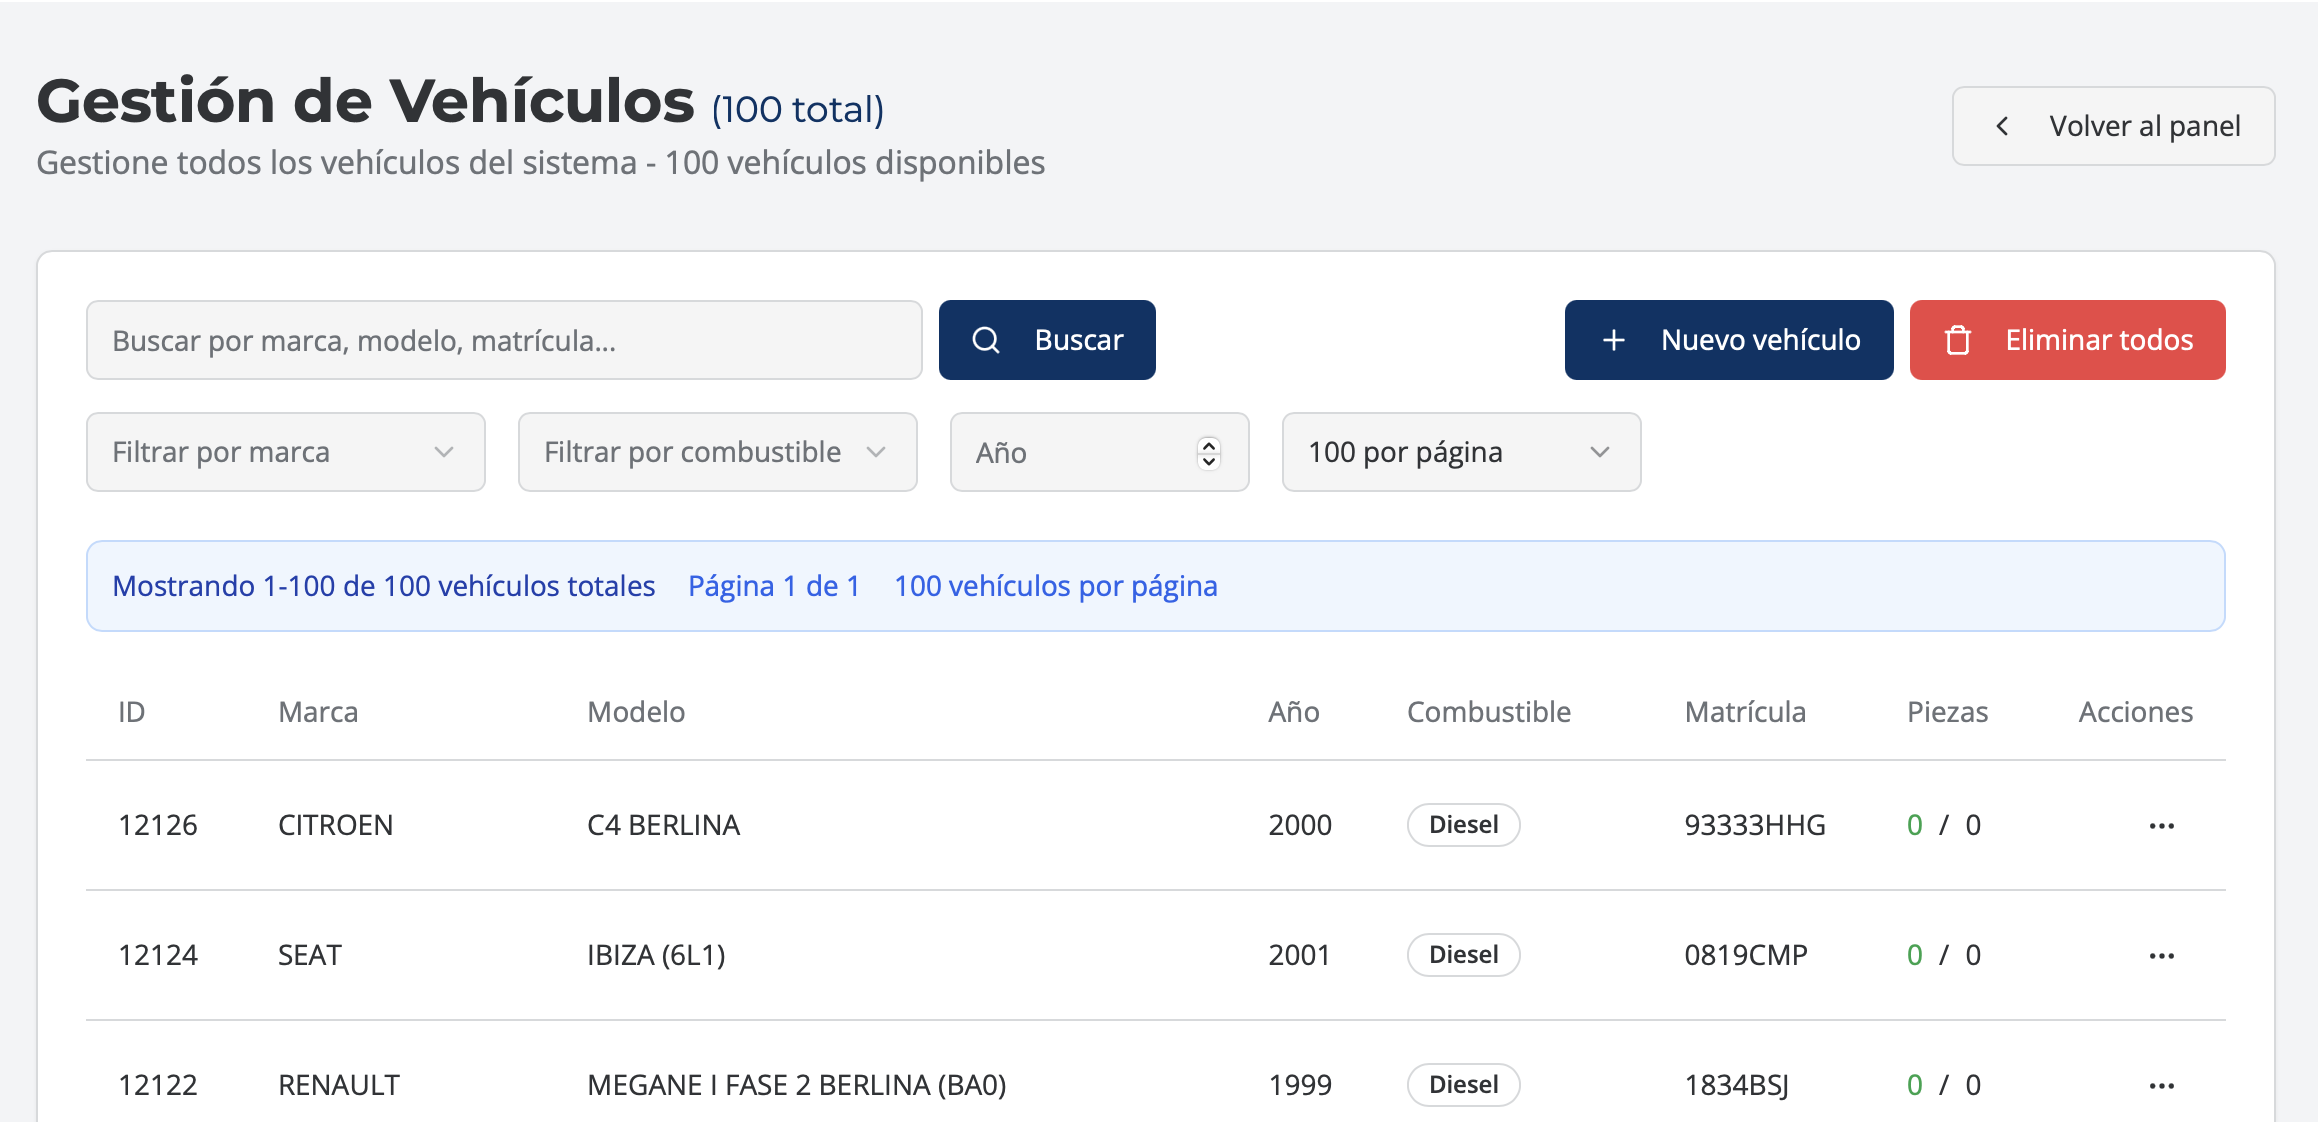 Gestión de Vehículos (100 total)
Gestione todos los vehículos del sistema - 100 vehículos disponibles
Volver al panel
Buscar por marca, modelo, matrícula...
Buscar
Nuevo vehículo
Eliminar todos
Filtrar por marca
Filtrar por combustible
Año
100 por página
Mostrando 1-100 de 100 vehículos totales Página 1 de 1 100 vehículos por página
ID Marca Modelo Año Combustible Matrícula Piezas Acciones
12126 CITROEN C4 BERLINA 2000 Diesel 93333HHG 0 / 0
12124 SEAT IBIZA (6L1) 2001 Diesel 0819CMP 0 / 0
12122 RENAULT MEGANE I FASE 2 BERLINA (BA0) 1999 Diesel 1834BSJ 0 / 0